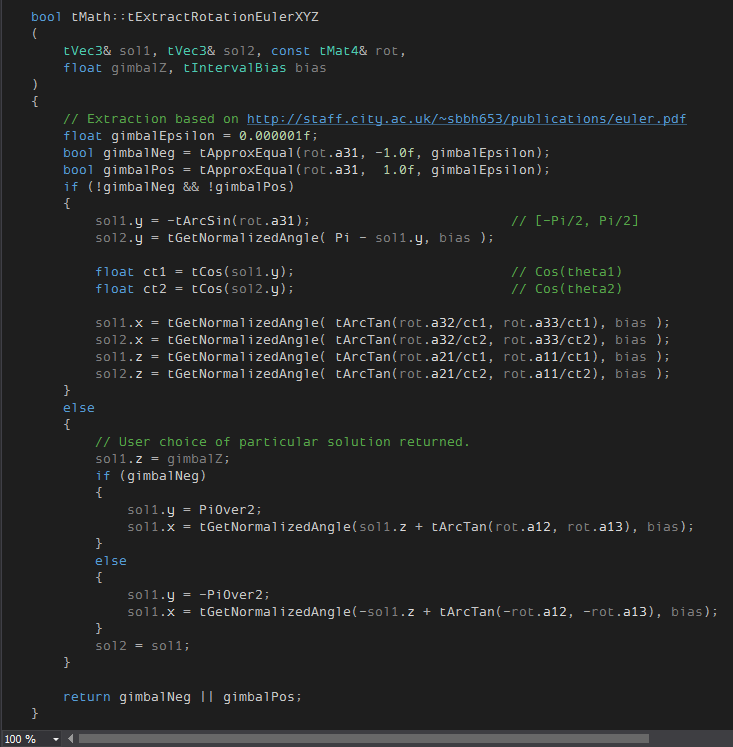 bool tMath::tExtractRotationEulerXYZ
(
    tVec3& sol1, tVec3& sol2, const tMat4& rot,
    float gimbalZ, tIntervalBias bias
)
{
    // Extraction based on http://staff.city.ac.uk/~sbbh653/publications/euler.pdf
    float gimbalEpsilon = 0.000001f;
    bool gimbalNeg = tApproxEqual(rot.a31, -1.0f, gimbalEpsilon);
    bool gimbalPos = tApproxEqual(rot.a31,  1.0f, gimbalEpsilon);
    if (!gimbalNeg && !gimbalPos)
    {
        sol1.y = -tArcSin(rot.a31);                         // [-Pi/2, Pi/2]
        sol2.y = tGetNormalizedAngle( Pi - sol1.y, bias );

        float ct1 = tCos(sol1.y);                           // Cos(theta1)
        float ct2 = tCos(sol2.y);                           // Cos(theta2)

        sol1.x = tGetNormalizedAngle( tArcTan(rot.a32/ct1, rot.a33/ct1), bias );
        sol2.x = tGetNormalizedAngle( tArcTan(rot.a32/ct2, rot.a33/ct2), bias );
        sol1.z = tGetNormalizedAngle( tArcTan(rot.a21/ct1, rot.a11/ct1), bias );
        sol2.z = tGetNormalizedAngle( tArcTan(rot.a21/ct2, rot.a11/ct2), bias );
    }
    else
    {
        // User choice of particular solution returned.
        sol1.z = gimbalZ;
        if (gimbalNeg)
        {
            sol1.y = PiOver2;
            sol1.x = tGetNormalizedAngle(sol1.z + tArcTan(rot.a12, rot.a13), bias);
        }
        else
        {
            sol1.y = -PiOver2;
            sol1.x = tGetNormalizedAngle(-sol1.z + tArcTan(-rot.a12, -rot.a13), bias);
        }
        sol2 = sol1;
    }

    return gimbalNeg || gimbalPos;
}
100 %